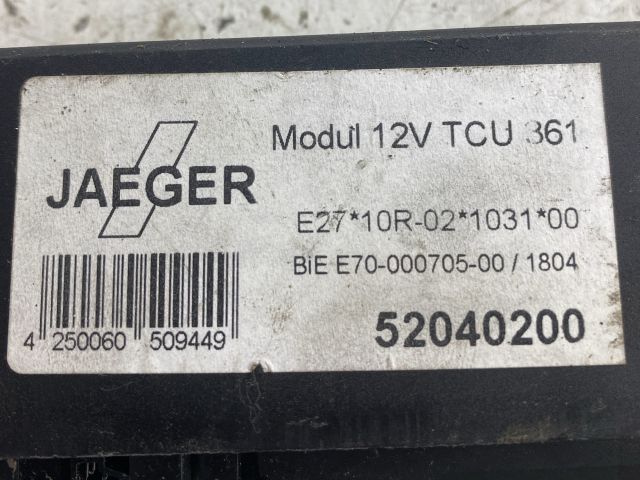 JAEGER
Modul 12V TCU 361
E27*10R-02*1031*00
BiE E70-000705-00 / 1804
52040200
4 250060 509449